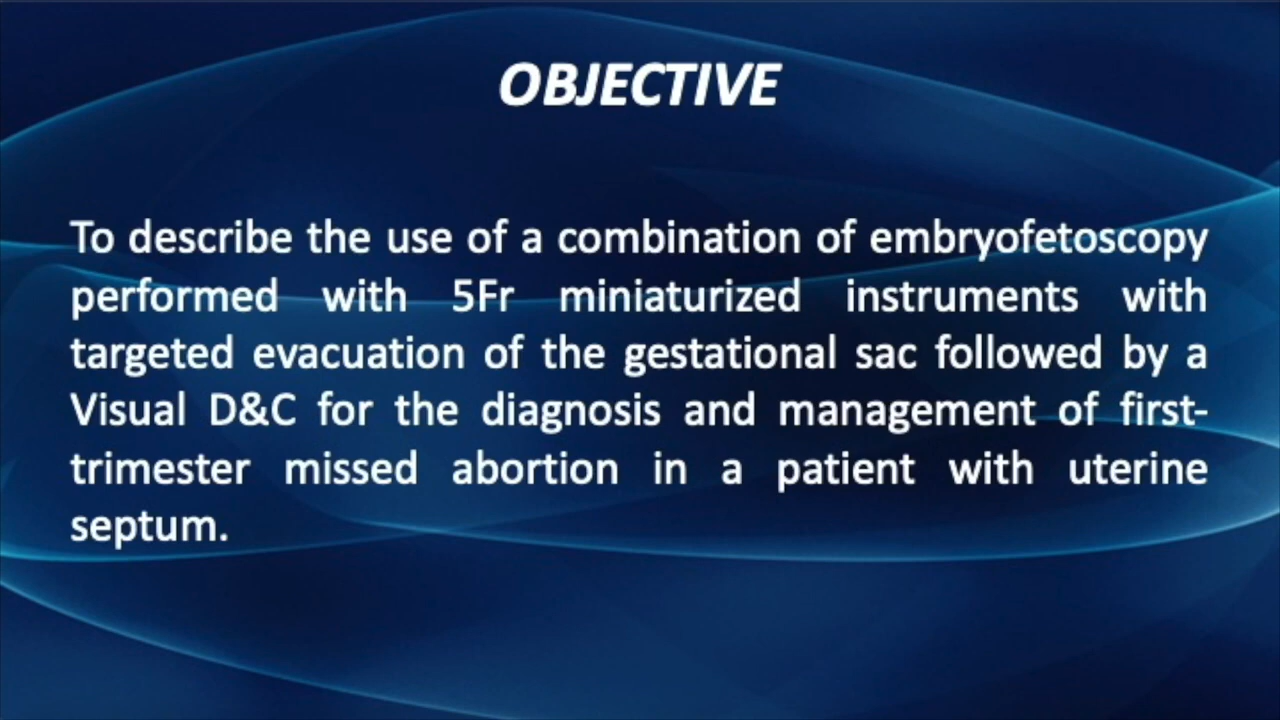 OBJECTIVE
To describe the use of a combination of embryofetoscopy
performed with 5Fr miniaturized instruments with
targeted evacuation of the gestational sac followed by a
Visual D&C for the diagnosis and management of first-
trimester missed abortion in a patient with uterine
septum.